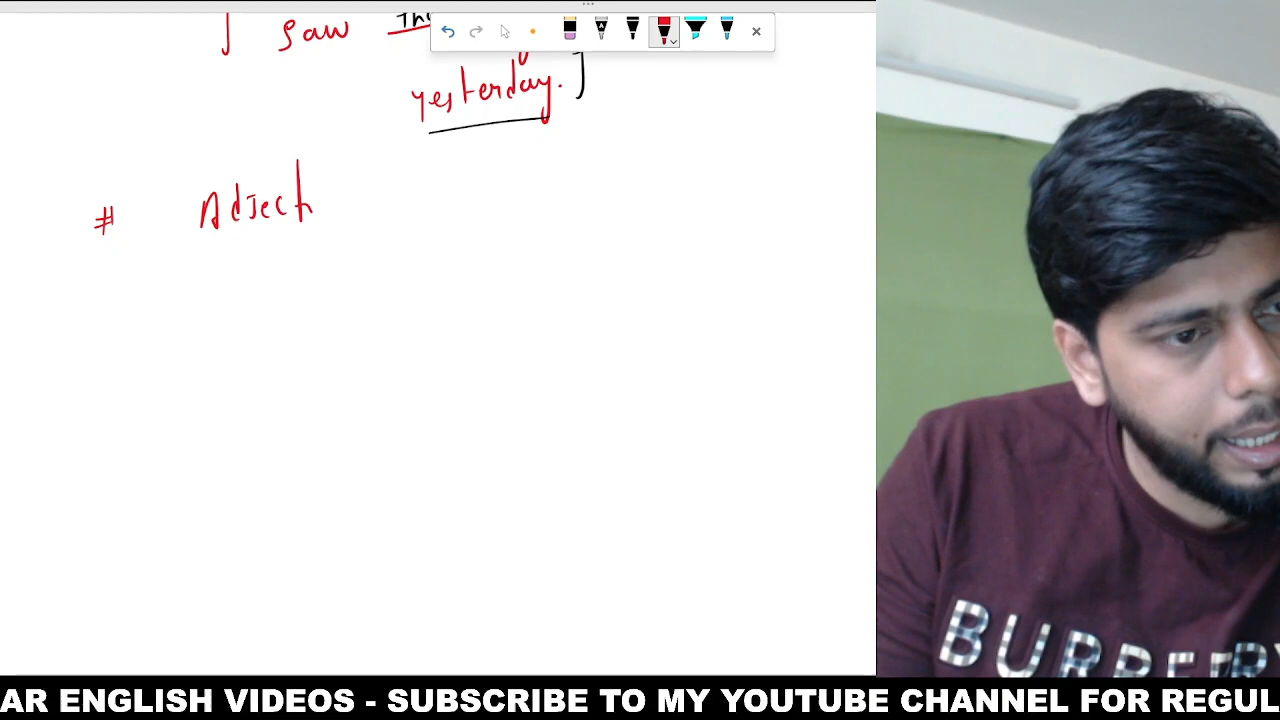 I saw
yesterday. ]
# Adject
BURBERRY
AR ENGLISH VIDEOS - SUBSCRIBE TO MY YOUTUBE CHANNEL FOR REGUL